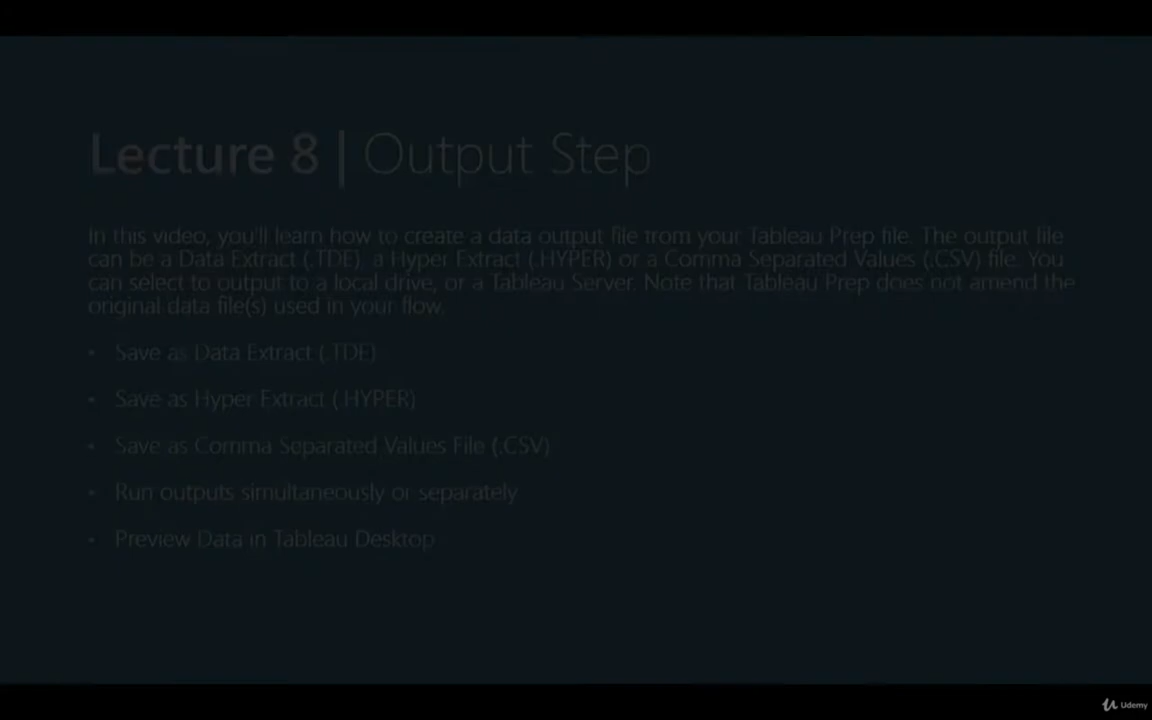 Lecture 8 | Output Step
In this video, you'll learn how to create a data output file from your Tableau Prep file. The output file
can be a Data Extract (.TDE), a Hyper Extract (.HYPER) or a Comma Separated Values (.CSV) file. You
can select to output to a local drive, or a Tableau Server. Note that Tableau Prep does not amend the
original data file(s) used in your flow.
• Save as Data Extract (.TDE)
• Save as Hyper Extract (.HYPER)
• Save as Comma Separated Values File (.CSV)
• Run outputs simultaneously or separately
• Preview Data in Tableau Desktop
Udemy